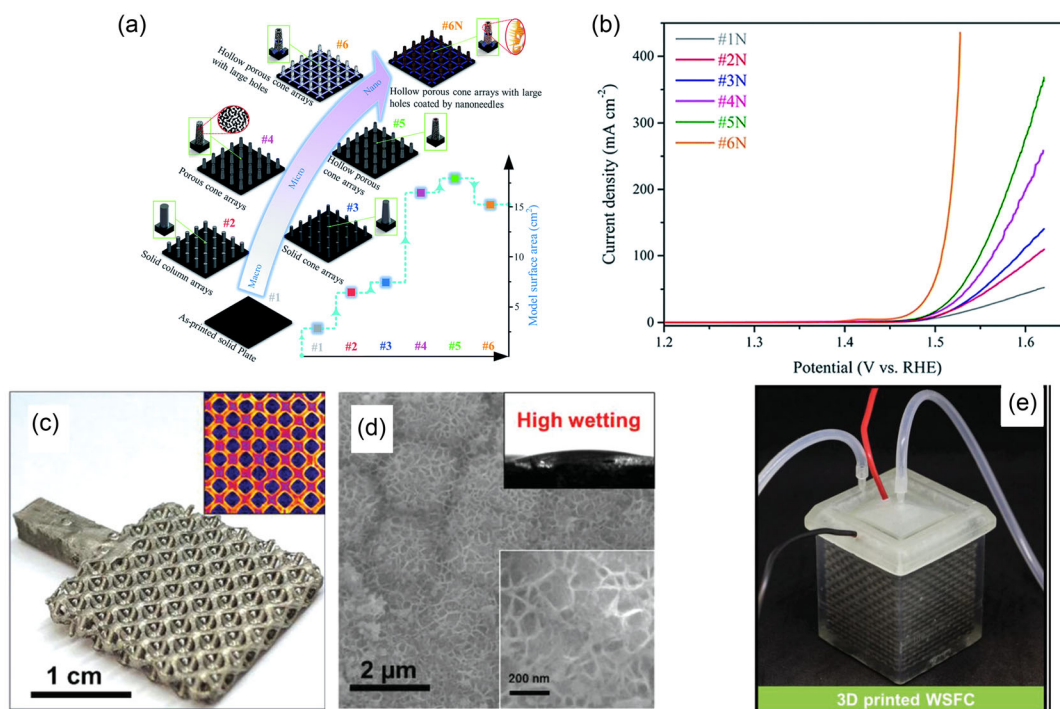 (a)
#6
#6N
Hollow porous cone arrays
with large holes
Nano
Hollow porous cone arrays with large
holes coated by nanoneedles
#4
#5
Porous cone arrays
Micro
Hollow porous
cone arrays
#2
#3
Solid column arrays
Solid cone arrays
Macro
#1
As-printed solid Plate
15
10
5
Model surface area (cm²)
#1 #2 #3 #4 #5 #6
(b)
#1N
#2N
#3N
#4N
#5N
#6N
400
300
200
100
0
Current density (mA cm⁻²)
1.2 1.3 1.4 1.5 1.6
Potential (V vs. RHE)
(c)
1 cm
(d)
High wetting
2 μm
200 nm
(e)
3D printed WSFC